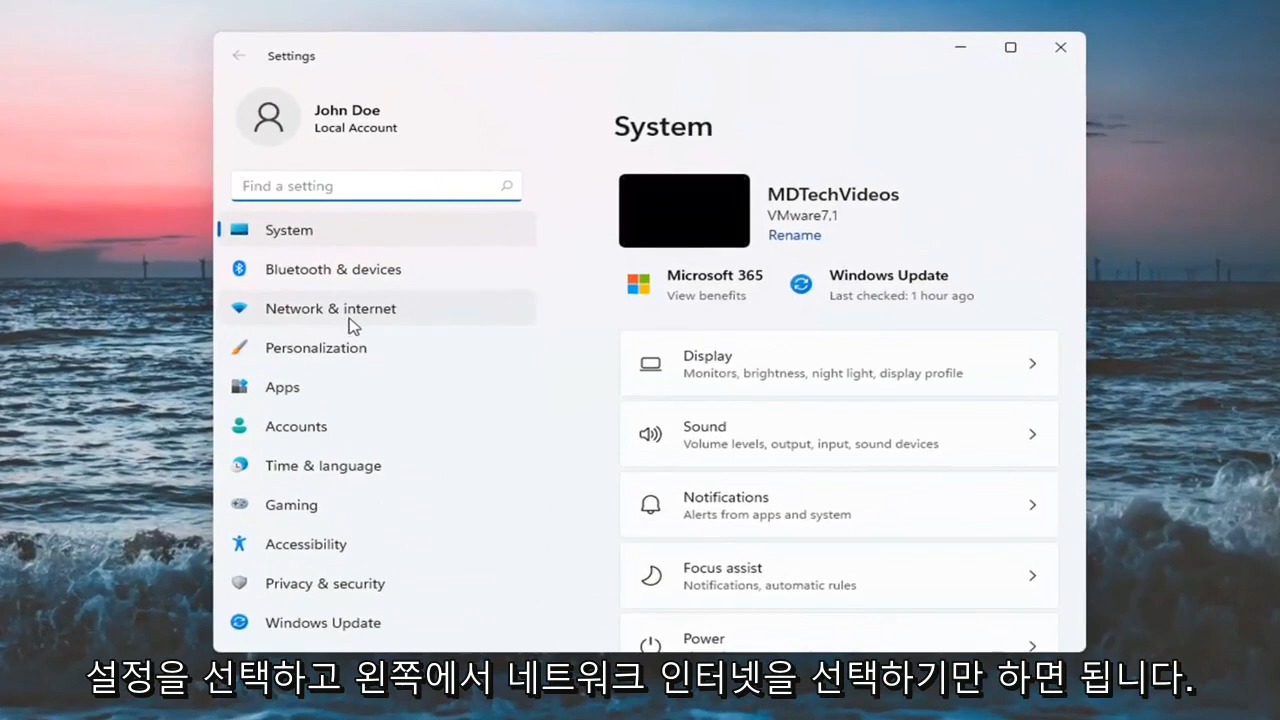 Settings
John Doe
Local Account
Find a setting
System
Bluetooth & devices
Network & internet
Personalization
Apps
Accounts
Time & language
Gaming
Accessibility
Privacy & security
Windows Update
System
MDTechVideos
VMware7,1
Rename
Microsoft 365
View benefits
Windows Update
Last checked: 1 hour ago
Display
Monitors, brightness, night light, display profile
Sound
Volume levels, output, input, sound devices
Notifications
Alerts from apps and system
Focus assist
Notifications, automatic rules
Power
설정을 선택하고 왼쪽에서 네트워크 인터넷을 선택하기만 하면 됩니다.